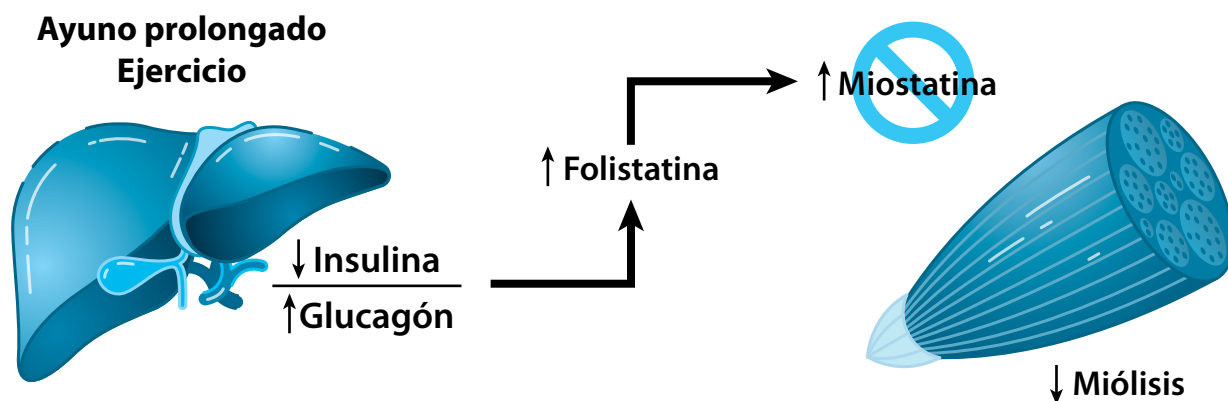 Ayuno prolongado
Ejercicio
↓ Insulina
↑ Glucagón
↑ Folistatina
↑ Miostatina
↓ Miólisis